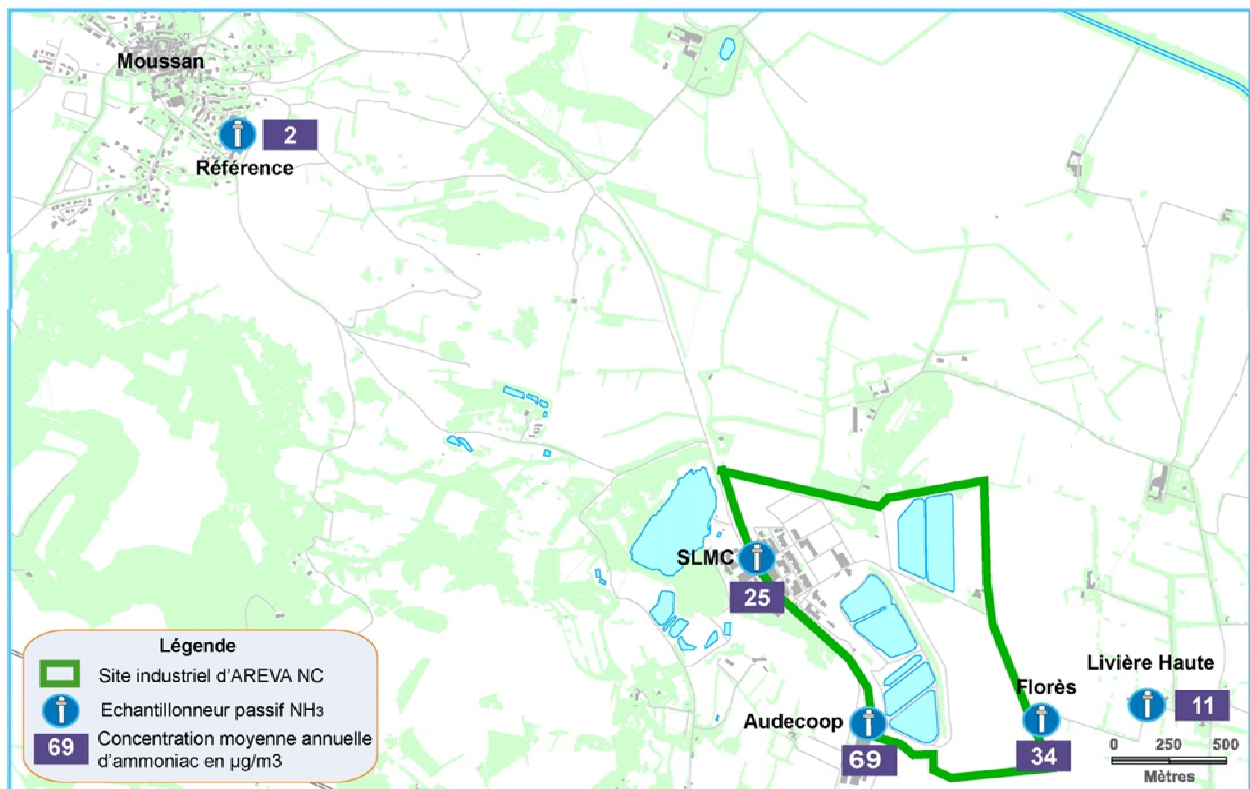 Moussan
2
Référence
SLMC
25
Livière Haute
Florès
11
Audecoop
69
34
0 250 500
Mètres
Légende
Site industriel d'AREVA NC
Echantillonneur passif NH3
69 Concentration moyenne annuelle
d'ammoniac en µg/m3